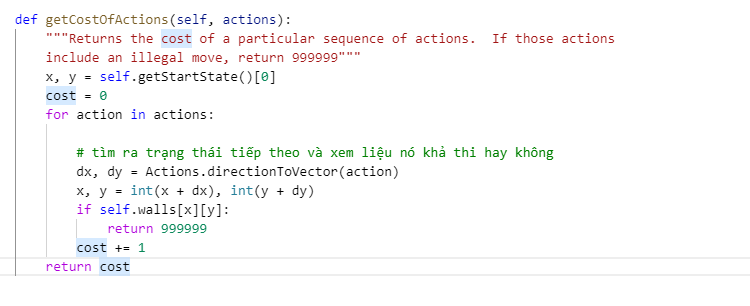 def getCostOfActions(self, actions):
    """Returns the cost of a particular sequence of actions.  If those actions
    include an illegal move, return 999999"""
    x, y = self.getStartState()[0]
    cost = 0
    for action in actions:

        # tìm ra trạng thái tiếp theo và xem liệu nó khả thi hay không
        dx, dy = Actions.directionToVector(action)
        x, y = int(x + dx), int(y + dy)
        if self.walls[x][y]:
            return 999999
        cost += 1
    return cost